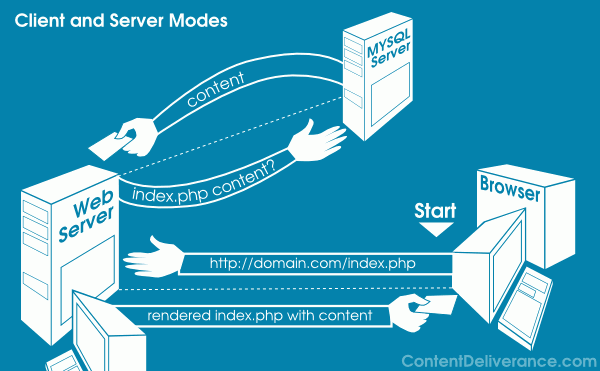 Client and Server Modes
MYSQL
Server
content
index.php content?
Web
Server
Browser
Start
http://domain.com/index.php
rendered index.php with content
ContentDeliverance.com